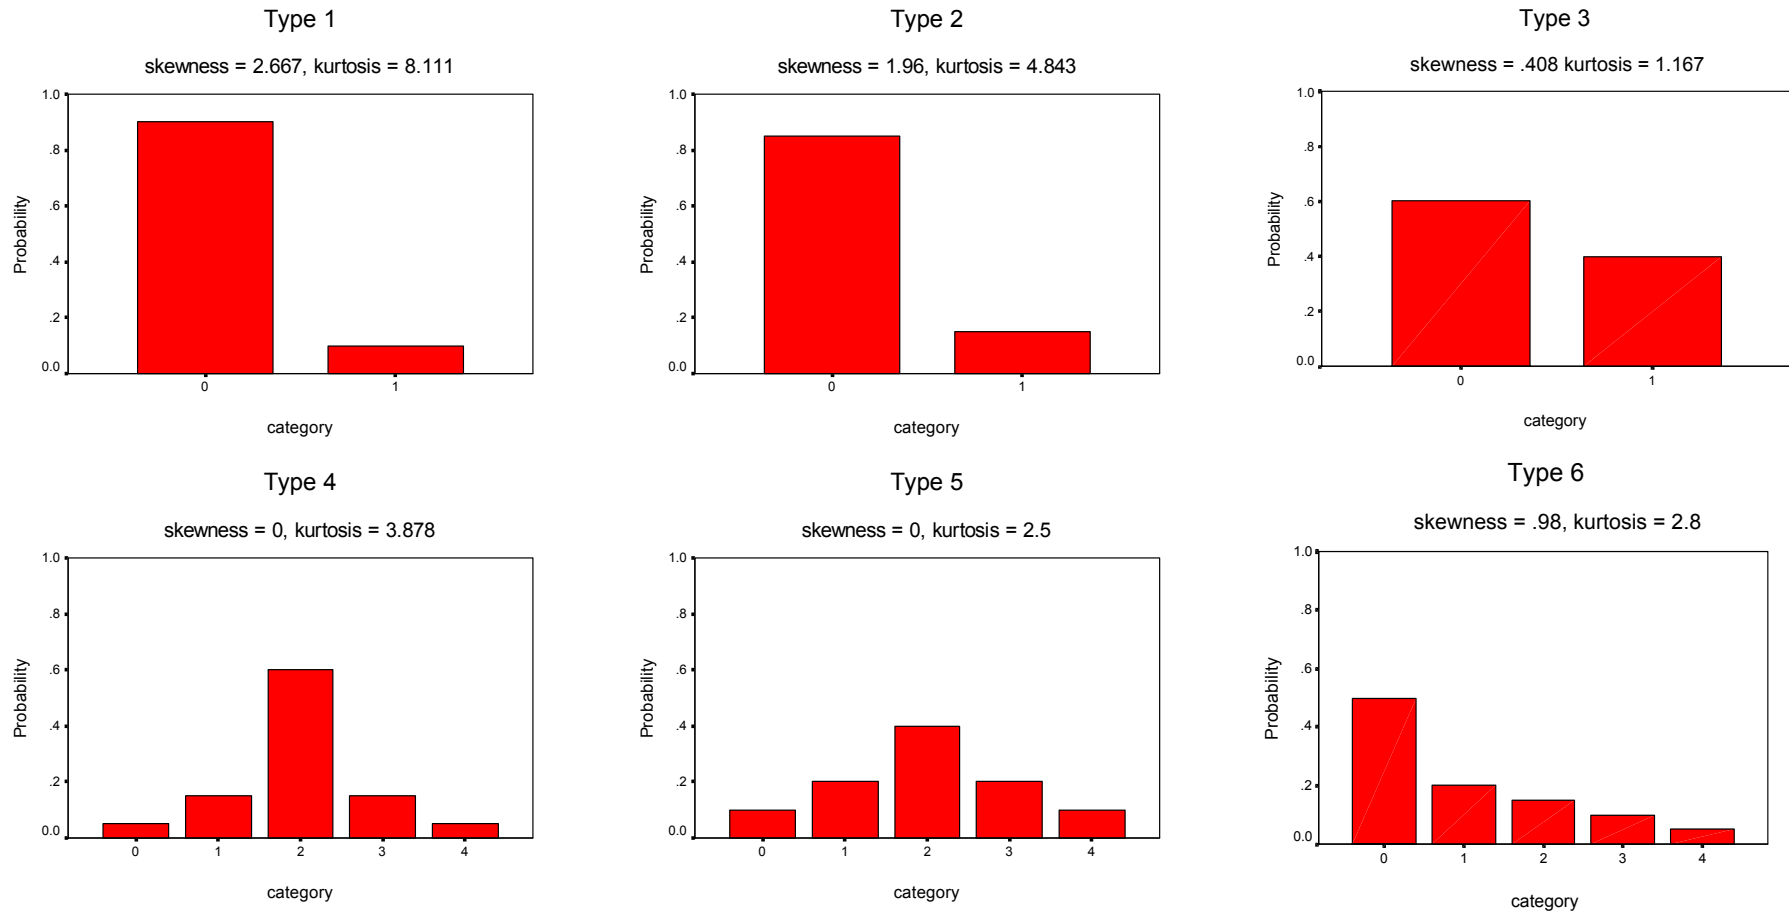 Type 1
skewness = 2.667, kurtosis = 8.111
1.0
.8
.6
.4
.2
0.0
Probability
0 1
category
Type 2
skewness = 1.96, kurtosis = 4.843
1.0
.8
.6
.4
.2
0.0
Probability
0 1
category
Type 3
skewness = .408 kurtosis = 1.167
1.0
.8
.6
.4
.2
0.0
Probability
0 1
category
Type 4
skewness = 0, kurtosis = 3.878
1.0
.8
.6
.4
.2
0.0
Probability
0 1 2 3 4
category
Type 5
skewness = 0, kurtosis = 2.5
1.0
.8
.6
.4
.2
0.0
Probability
0 1 2 3 4
category
Type 6
skewness = .98, kurtosis = 2.8
1.0
.8
.6
.4
.2
0.0
Probability
0 1 2 3 4
category